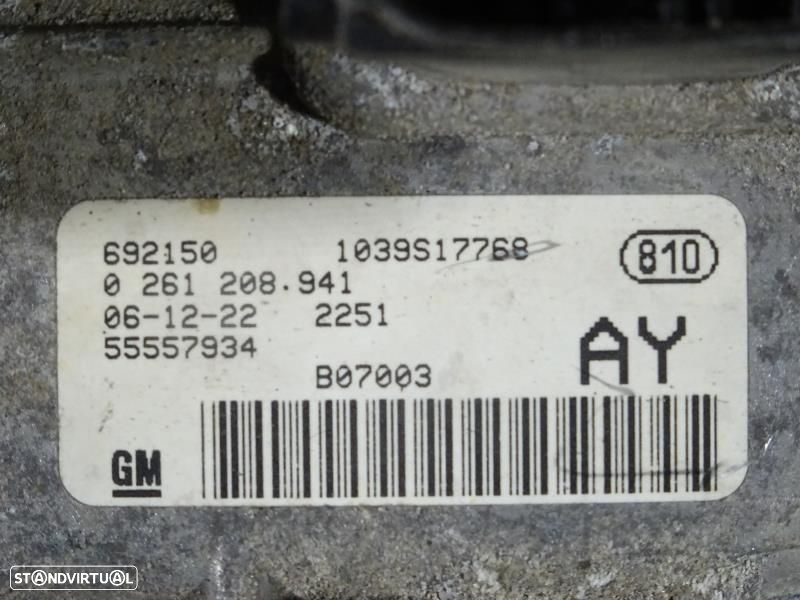 692150 1039S17768 810
0 261 208.941
06-12-22 2251
55557934 AY
B07003
GM
STANDVIRTUAL